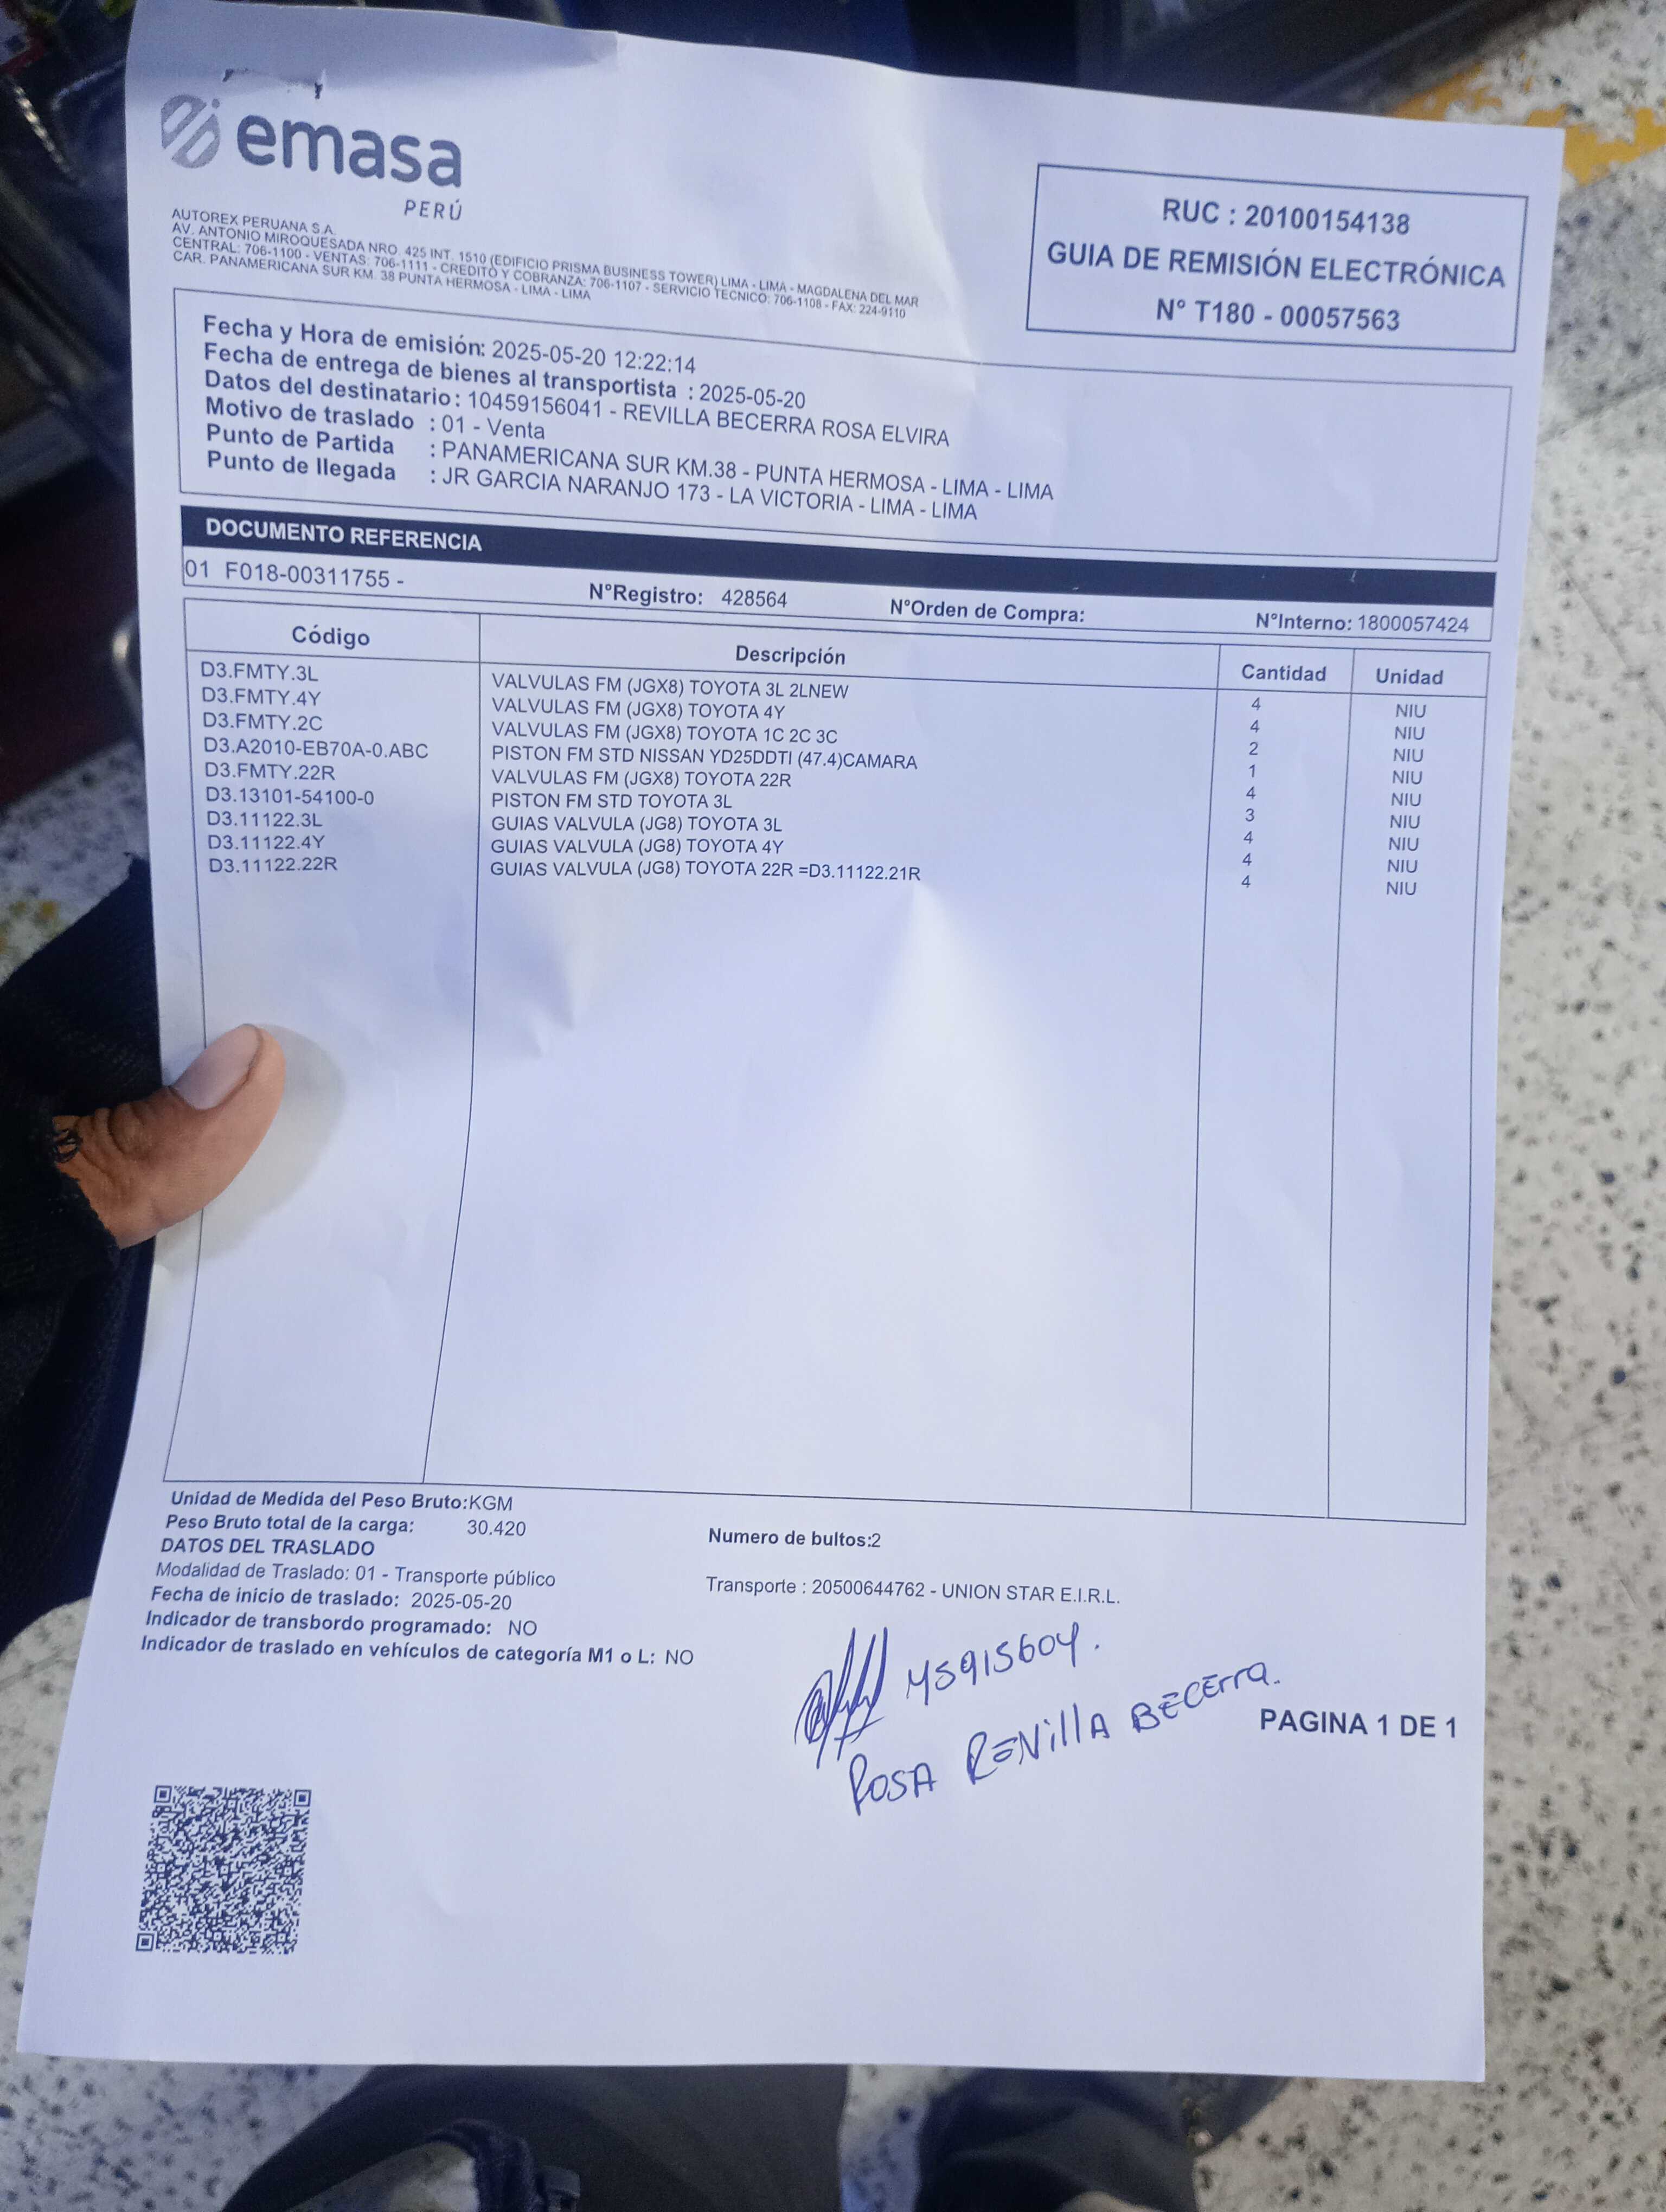 emasa
PERÚ
AUTOREX PERUANA S.A.
AV. ANTONIO MIROQUESADA NRO. 425 INT. 1510 (EDIFICIO PRISMA BUSINESS TOWER) LIMA - LIMA - MAGDALENA DEL MAR
CENTRAL: 706-1100 - VENTAS: 706-1111 - CREDITO Y COBRANZA: 706-1107 - SERVICIO TECNICO: 706-1108 - FAX: 224-9110
CAR. PANAMERICANA SUR KM. 38 PUNTA HERMOSA - LIMA - LIMA
RUC : 20100154138
GUIA DE REMISIÓN ELECTRÓNICA
N° T180 - 00057563
Fecha y Hora de emisión: 2025-05-20 12:22:14
Fecha de entrega de bienes al transportista : 2025-05-20
Datos del destinatario : 10459156041 - REVILLA BECERRA ROSA ELVIRA
Motivo de traslado : 01 - Venta
Punto de Partida : PANAMERICANA SUR KM.38 - PUNTA HERMOSA - LIMA - LIMA
Punto de llegada : JR GARCIA NARANJO 173 - LA VICTORIA - LIMA - LIMA
DOCUMENTO REFERENCIA
01 F018-00311755 - N°Registro: 428564 N°Orden de Compra: N°Interno: 1800057424
Código Descripción Cantidad Unidad
D3.FMTY.3L VALVULAS FM (JGX8) TOYOTA 3L 2LNEW 4 NIU
D3.FMTY.4Y VALVULAS FM (JGX8) TOYOTA 4Y 4 NIU
D3.FMTY.2C VALVULAS FM (JGX8) TOYOTA 1C 2C 3C 2 NIU
D3.A2010-EB70A-0.ABC PISTON FM STD NISSAN YD25DDTI (47.4)CAMARA 1 NIU
D3.FMTY.22R VALVULAS FM (JGX8) TOYOTA 22R 4 NIU
D3.13101-54100-0 PISTON FM STD TOYOTA 3L 3 NIU
D3.11122.3L GUIAS VALVULA (JG8) TOYOTA 3L 4 NIU
D3.11122.4Y GUIAS VALVULA (JG8) TOYOTA 4Y 4 NIU
D3.11122.22R GUIAS VALVULA (JG8) TOYOTA 22R =D3.11122.21R 4 NIU
Unidad de Medida del Peso Bruto:KGM
Peso Bruto total de la carga: 30.420 Numero de bultos:2
DATOS DEL TRASLADO
Modalidad de Traslado: 01 - Transporte público Transporte : 20500644762 - UNION STAR E.I.R.L.
Fecha de inicio de traslado: 2025-05-20
Indicador de transbordo programado: NO
Indicador de traslado en vehículos de categoría M1 o L: NO
45915604.
ROSA REVIllA BECErrA.
PAGINA 1 DE 1